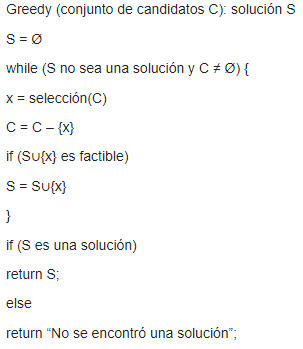 Greedy (conjunto de candidatos C): solución S
S = Ø
while (S no sea una solución y C ≠ Ø) {
x = selección(C)
C = C – {x}
if (S∪{x} es factible)
S = S∪{x}
}
if (S es una solución)
return S;
else
return “No se encontró una solución”;